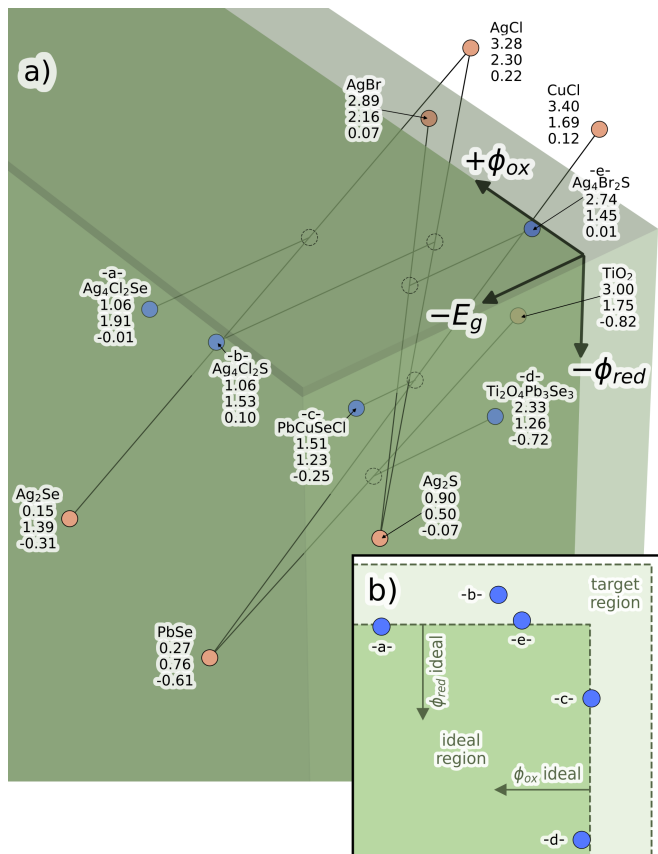 a)
AgCl
3.28
2.30
0.22
AgBr
2.89
2.16
0.07
CuCl
3.40
1.69
0.12
+ϕox
-e-
Ag4Br2S
2.74
1.45
0.01
-a-
Ag4Cl2Se
1.06
1.91
-0.01
TiO2
3.00
1.75
-0.82
−Eg
−ϕred
-b-
Ag4Cl2S
1.06
1.53
0.10
-d-
Ti2O4Pb3Se3
2.33
1.26
-0.72
-c-
PbCuSeCl
1.51
1.23
-0.25
Ag2Se
0.15
1.39
-0.31
Ag2S
0.90
0.50
-0.07
PbSe
0.27
0.76
-0.61
b)
target
region
-b-
-e-
-a-
ϕred ideal
-c-
ideal
region
ϕox ideal
-d-